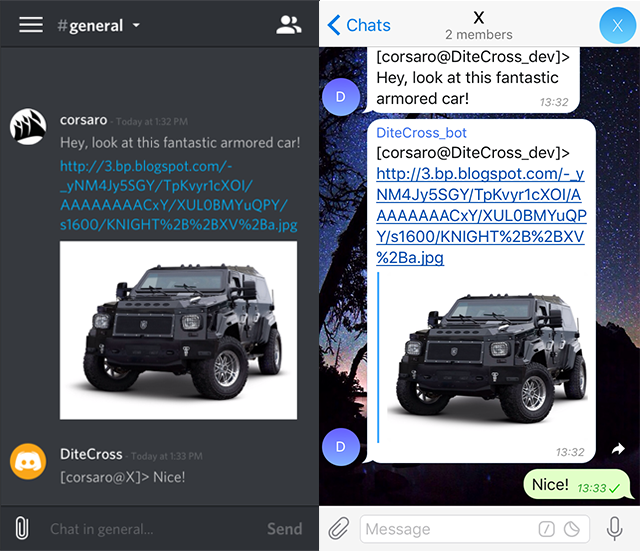 #general
corsaro - Today at 1:32 PM
Hey, look at this fantastic armored car!
http://3.bp.blogspot.com/-
_yNM4Jy5SGY/TpKvyr1cXOI/
AAAAAAAACxY/XUL0BMYuQPY/
s1600/KNIGHT%2B%2BXV%2Ba.jpg
DiteCross - Today at 1:33 PM
[corsaro@X]> Nice!
Chat in general...
Send
Chats
X
2 members
X
[corsaro@DiteCross_dev]>
Hey, look at this fantastic
armored car!
13:32
D
DiteCross_bot
[corsaro@DiteCross_dev]>
http://3.bp.blogspot.com/-_y
NM4Jy5SGY/TpKvyr1cXOI/A
AAAAAAACxY/XUL0BMYuQP
Y/s1600/KNIGHT%2B%2BXV
%2Ba.jpg
D
13:32
Nice! 13:33
Message